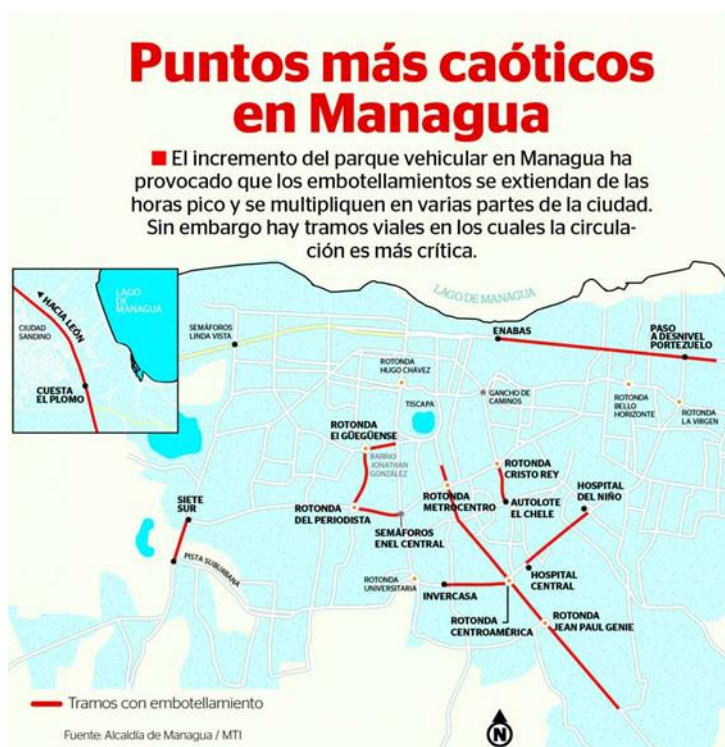 Puntos más caóticos
en Managua
■ El incremento del parque vehicular en Managua ha
provocado que los embotellamientos se extiendan de las
horas pico y se multipliquen en varias partes de la ciudad.
Sin embargo hay tramos viales en los cuales la circula-
ción es más crítica.
LAGO
DE
MANAGUA
HACIA LEÓN
CIUDAD
SANDINO
CUESTA
EL PLOMO
LAGO DE MANAGUA
SEMÁFOROS
LINDA VISTA
ENABAS
PASO
A DESNIVEL
PORTEZUELO
ROTONDA
HUGO CHÁVEZ
GANCHO DE
CAMINOS
TISCAPA
ROTONDA
BELLO
HORIZONTE
ROTONDA
LA VIRGEN
ROTONDA
El GÜEGÜENSE
BARRIO
JONATHAN
GONZÁLEZ
ROTONDA
CRISTO REY
HOSPITAL
DEL NIÑO
SIETE
SUR
ROTONDA
DEL PERIODISTA
ROTONDA
METROCENTRO
AUTOLOTE
EL CHELE
SEMÁFOROS
ENEL CENTRAL
PISTA SUBURBANA
ROTONDA
UNIVERSITARIA
INVERCASA
HOSPITAL
CENTRAL
ROTONDA
CENTROAMÉRICA
ROTONDA
JEAN PAUL GENIE
Tramos con embotellamiento
Fuente: Alcaldía de Managua / MTI
N